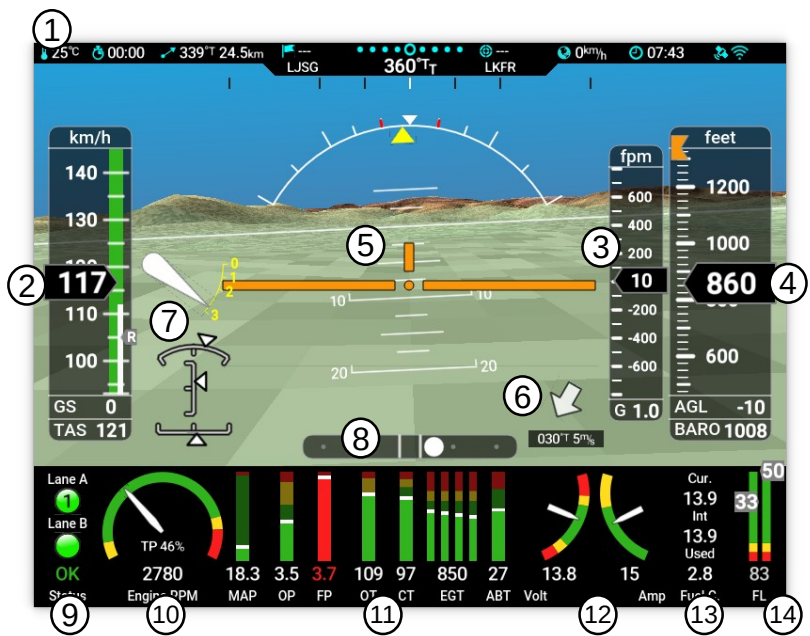 1
25°C 00:00 339°T 24.5km --- 360°T T --- 0km/h 07:43
LJSG LKFR
km/h
140
130
120
117
110
100
GS 0
TAS 121
2
0
1
2
3
7
5
10 10
20 20
6
030°T 5m/s
8
fpm
600
400
200
10
-200
-400
-600
G 1.0
3
feet
1200
1000
860
600
AGL -10
BARO 1008
4
R
Lane A
1
Lane B
OK
Status
TP 46%
2780
Engine RPM
18.3 3.5 3.7 109 97 850 27
MAP OP FP OT CT EGT ABT
13.8 15
Volt Amp
Cur.
13.9
Int
13.9
Used
2.8
50
33
83
FL
9 10 11 12 13 14